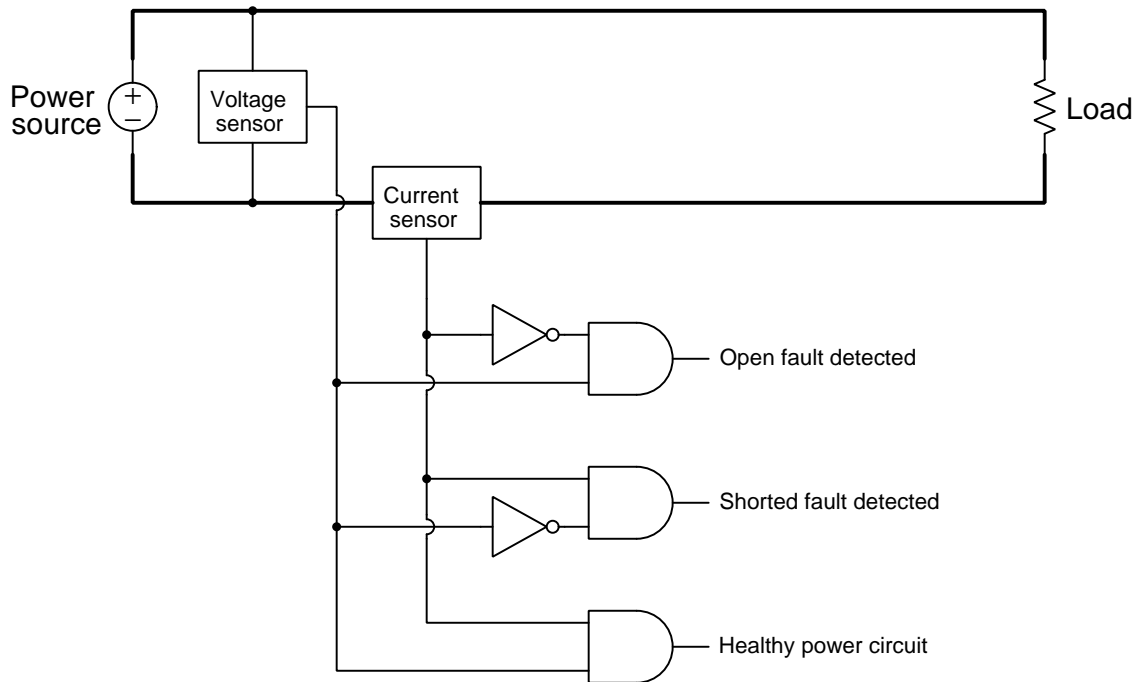 Power
source
+
−
Voltage
sensor
Current
sensor
Load
Open fault detected
Shorted fault detected
Healthy power circuit